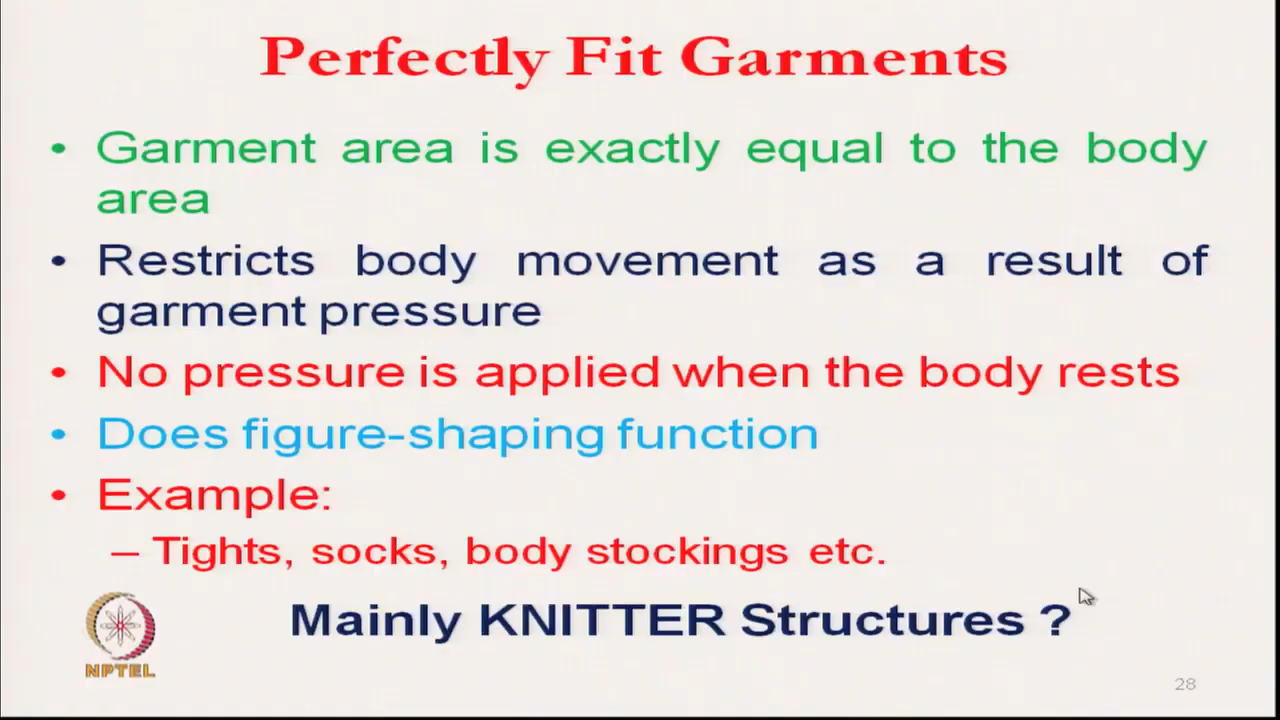 Perfectly Fit Garments
• Garment area is exactly equal to the body
area
• Restricts body movement as a result of
garment pressure
• No pressure is applied when the body rests
• Does figure-shaping function
• Example:
– Tights, socks, body stockings etc.
Mainly KNITTER Structures ?
NPTEL
28